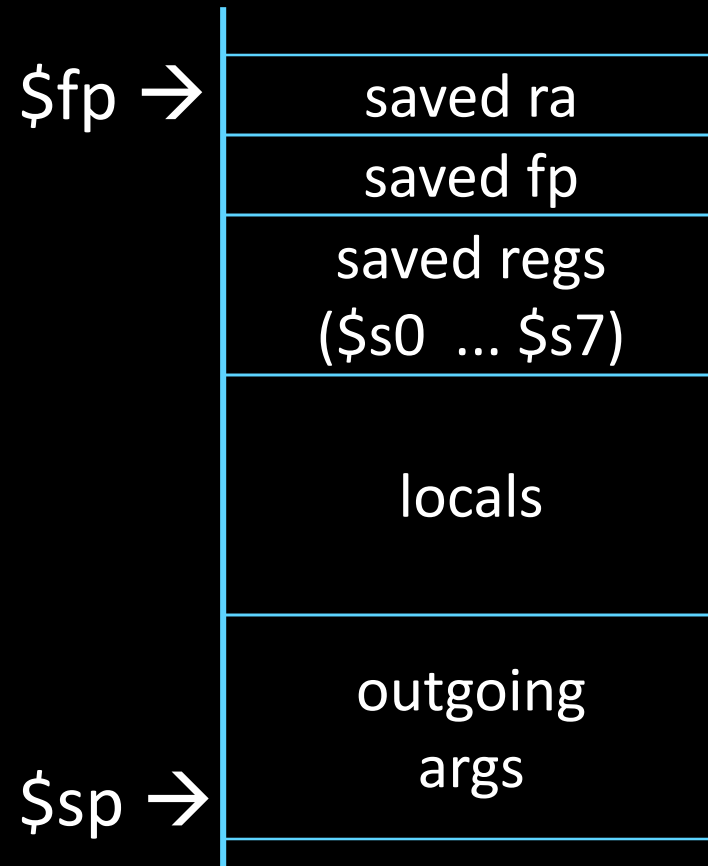 $fp → saved ra
saved fp
saved regs
($s0 ... $s7)
locals
outgoing
args
$sp →